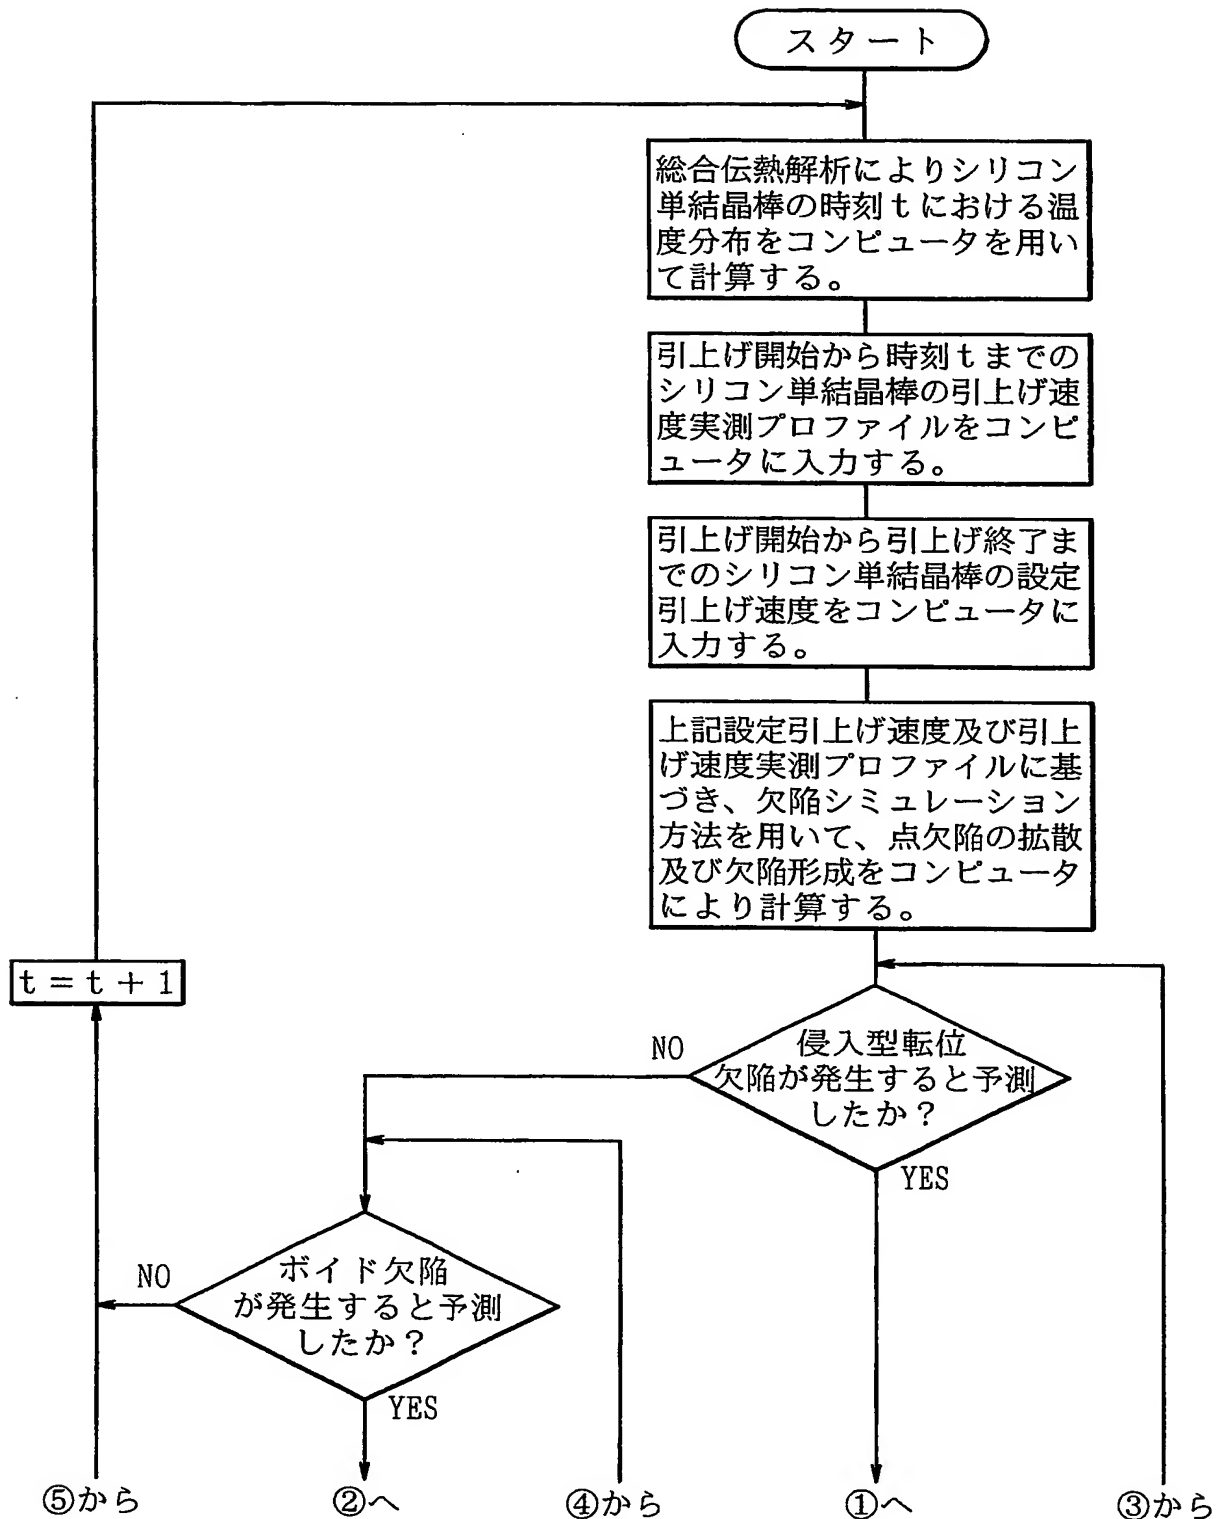 スタート
総合伝熱解析によりシリコン
単結晶棒の時刻tにおける温
度分布をコンピュータを用い
て計算する。
引上げ開始から時刻tまでの
シリコン単結晶棒の引上げ速
度実測プロファイルをコンピ
ュータに入力する。
引上げ開始から引上げ終了ま
でのシリコン単結晶棒の設定
引上げ速度をコンピュータに
入力する。
上記設定引上げ速度及び引上
げ速度実測プロファイルに基
づき、欠陥シミュレーション
方法を用いて、点欠陥の拡散
及び欠陥形成をコンピュータ
により計算する。
t=t+1
NO
侵入型転位
欠陥が発生すると予測
したか?
YES
NO
ボイド欠陥
が発生すると予測
したか?
YES
⑤から
②へ
④から
①へ
③から